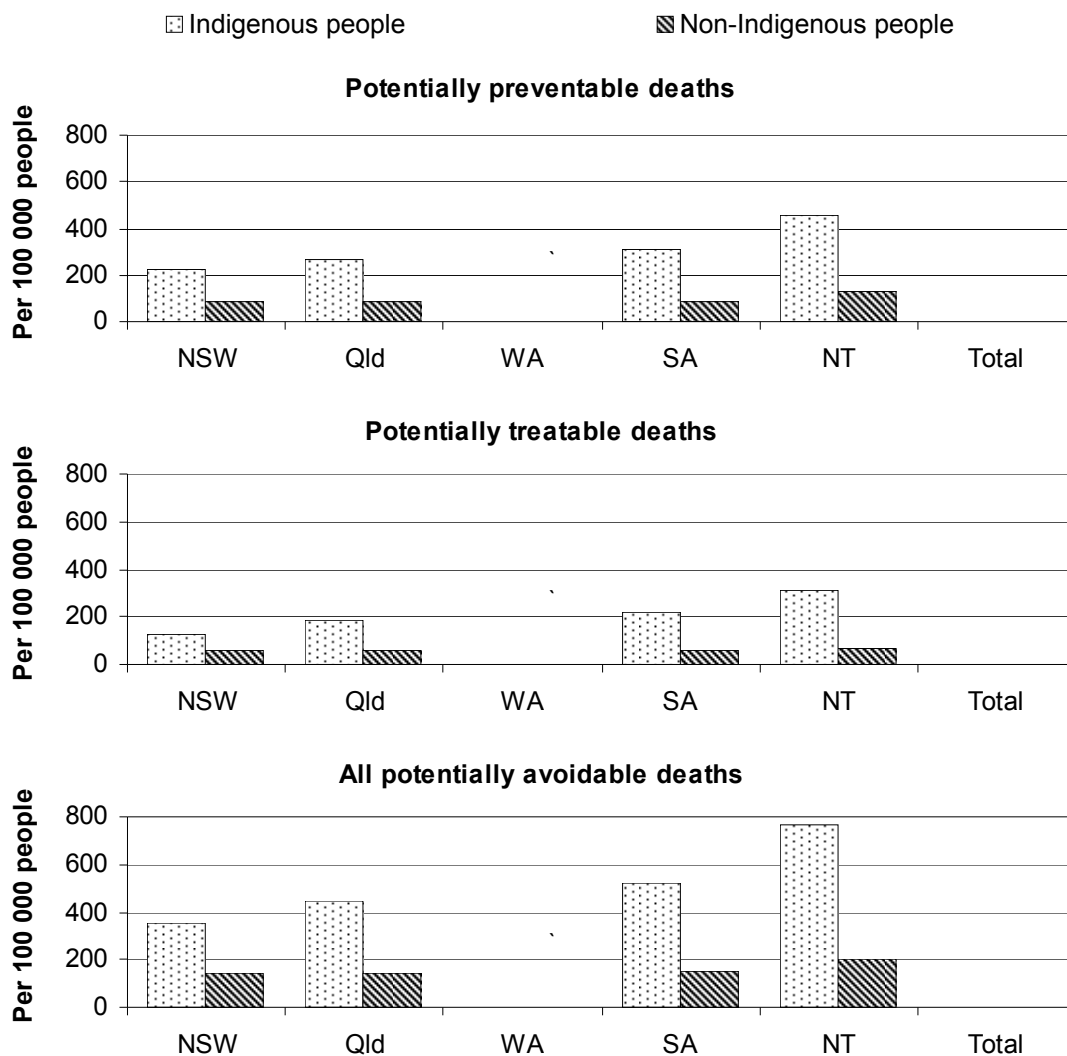 Indigenous people Non-Indigenous people
Potentially preventable deaths
Per 100 000 people
800
600
400
200
0
NSW Qld WA SA NT Total
Potentially treatable deaths
Per 100 000 people
800
600
400
200
0
NSW Qld WA SA NT Total
All potentially avoidable deaths
Per 100 000 people
800
600
400
200
0
NSW Qld WA SA NT Total